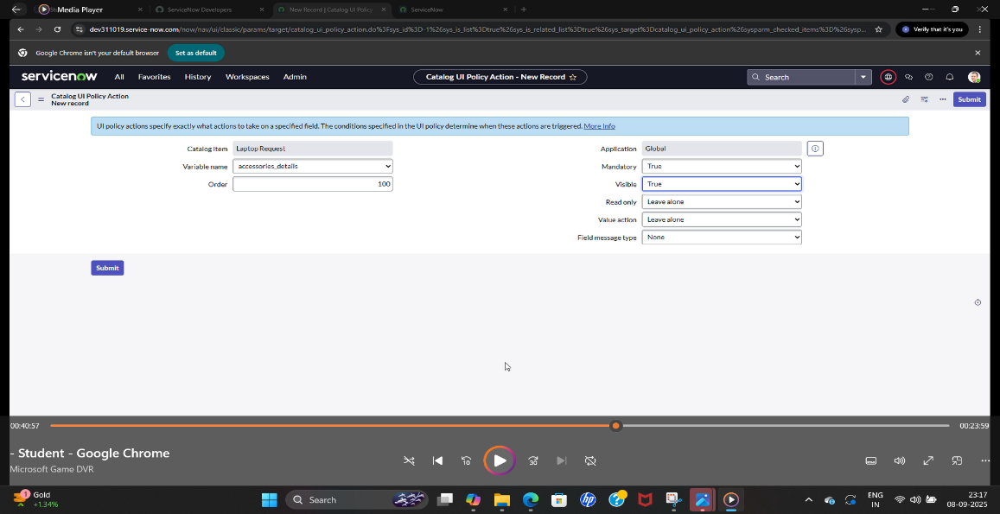 Media Player
ServiceNow Developers
New Record | Catalog UI Policy
ServiceNow
dev311019.service-now.com/now/nav/ui/classic/params/target/catalog_ui_policy_action.do%3Fsys_id%3D-1%26sys_is_list%3Dtrue%26sys_is_related_list%3Dtrue%26sys_target%3Dcatalog_ui_policy_action%26sysparm_checked_items%3D%26sysp...
Verify that it's you
Google Chrome isn't your default browser
Set as default
servicenow
All
Favorites
History
Workspaces
Admin
Catalog UI Policy Action - New Record
Search
Catalog UI Policy Action
New record
Submit
UI policy actions specify exactly what actions to take on a specified field. The conditions specified in the UI policy determine when these actions are triggered. More Info
Catalog Item Laptop Request
Application Global
Variable name accessories_details
Mandatory True
Order 100
Visible True
Read only Leave alone
Value action Leave alone
Field message type None
Submit
00:40:57
00:23:59
- Student - Google Chrome
Microsoft Game DVR
10
30
1
Gold
+1.34%
Search
ENG
IN
23:17
08-09-2025